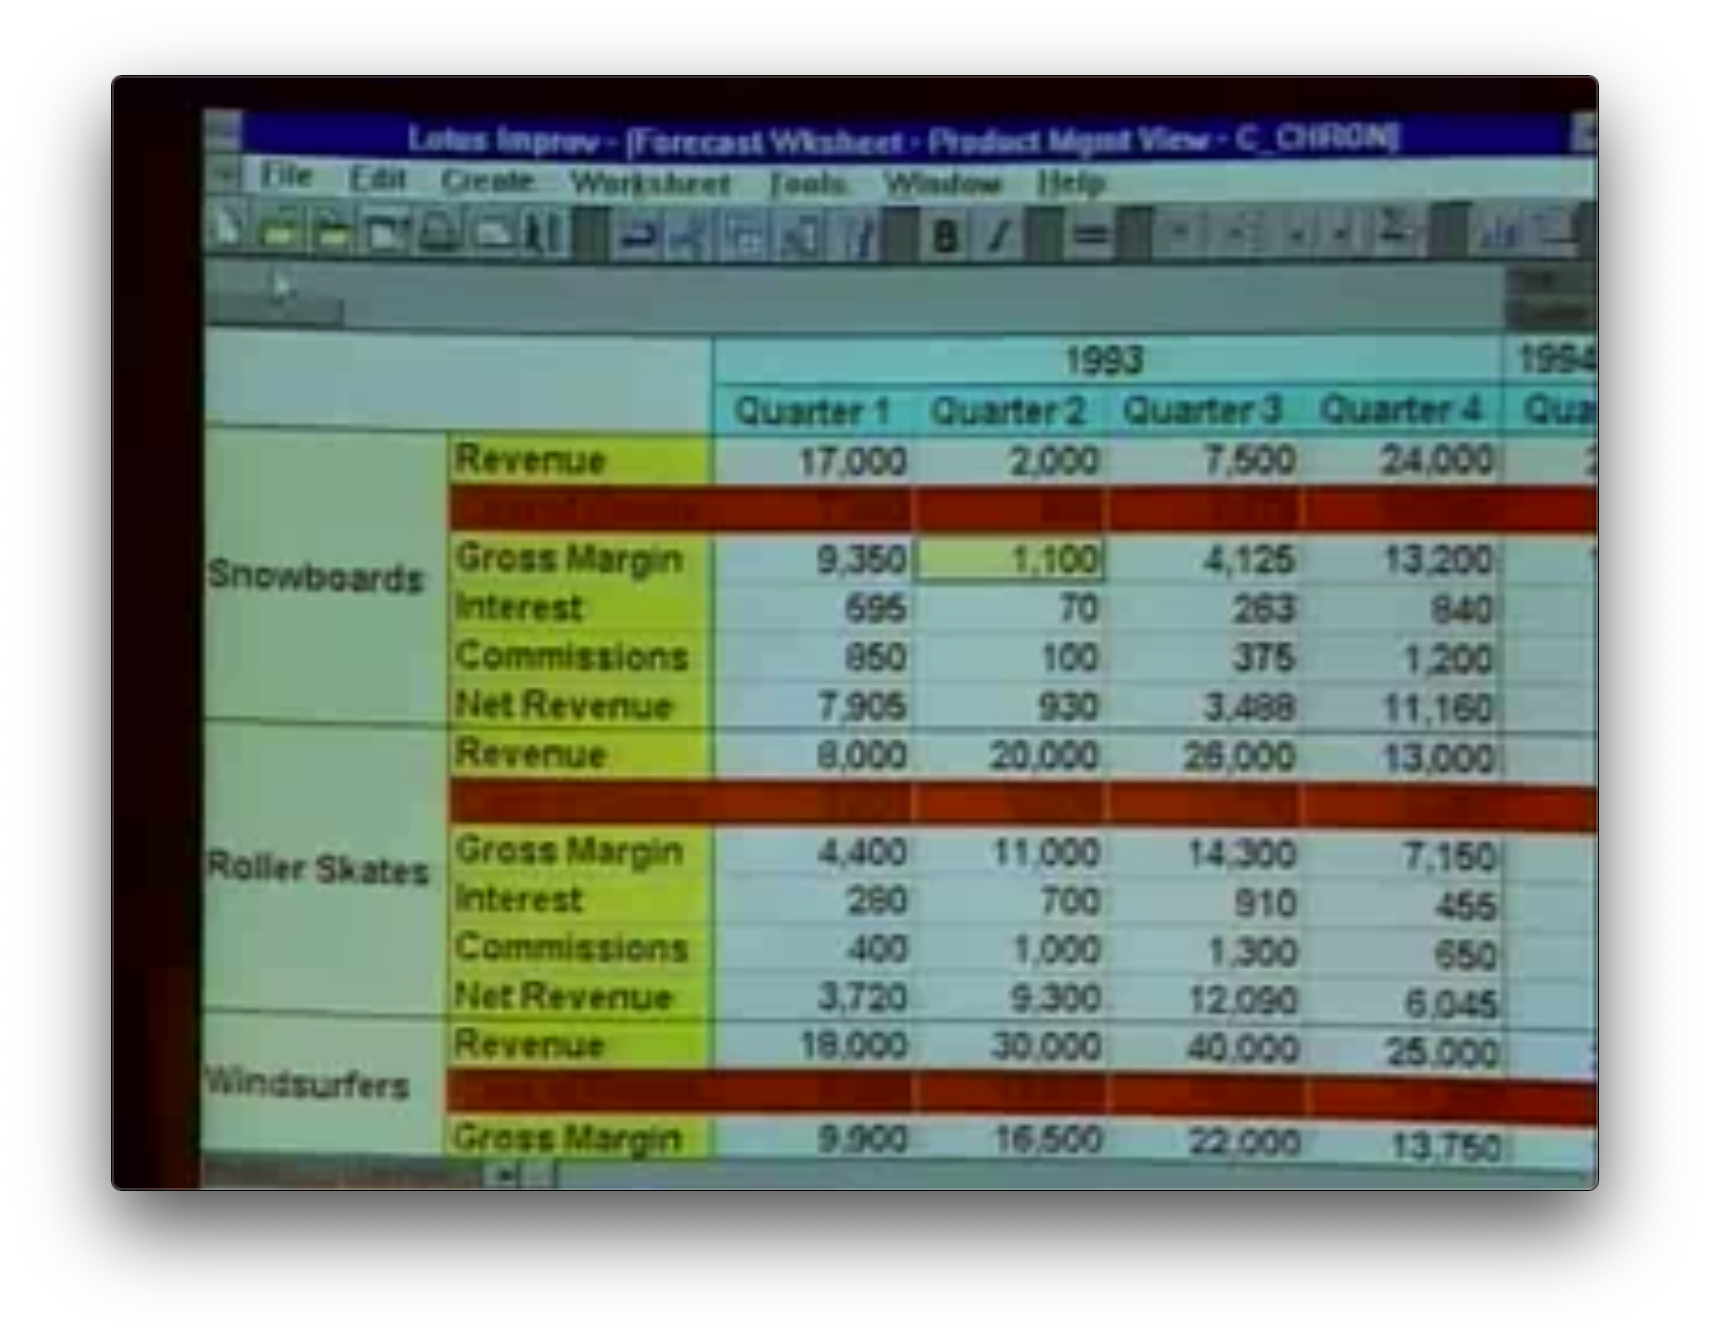 Lotus Improv - [Forecast Wksheet - Product Mgmt View - C_CHRON]
File Edit Create Worksheet Tools Window Help
B I
1993 1994
Quarter 1 Quarter 2 Quarter 3 Quarter 4 Qua
Snowboards
Revenue 17,000 2,000 7,500 24,000 2
Gross Margin 9,350 1,100 4,125 13,200
Interest 595 70 263 840
Commissions 850 100 375 1,200
Net Revenue 7,905 930 3,488 11,160
Roller Skates
Revenue 8,000 20,000 26,000 13,000
Gross Margin 4,400 11,000 14,300 7,150
Interest 280 700 910 455
Commissions 400 1,000 1,300 650
Net Revenue 3,720 9,300 12,090 6,045
Windsurfers
Revenue 18,000 30,000 40,000 25,000
Gross Margin 9,900 16,500 22,000 13,750